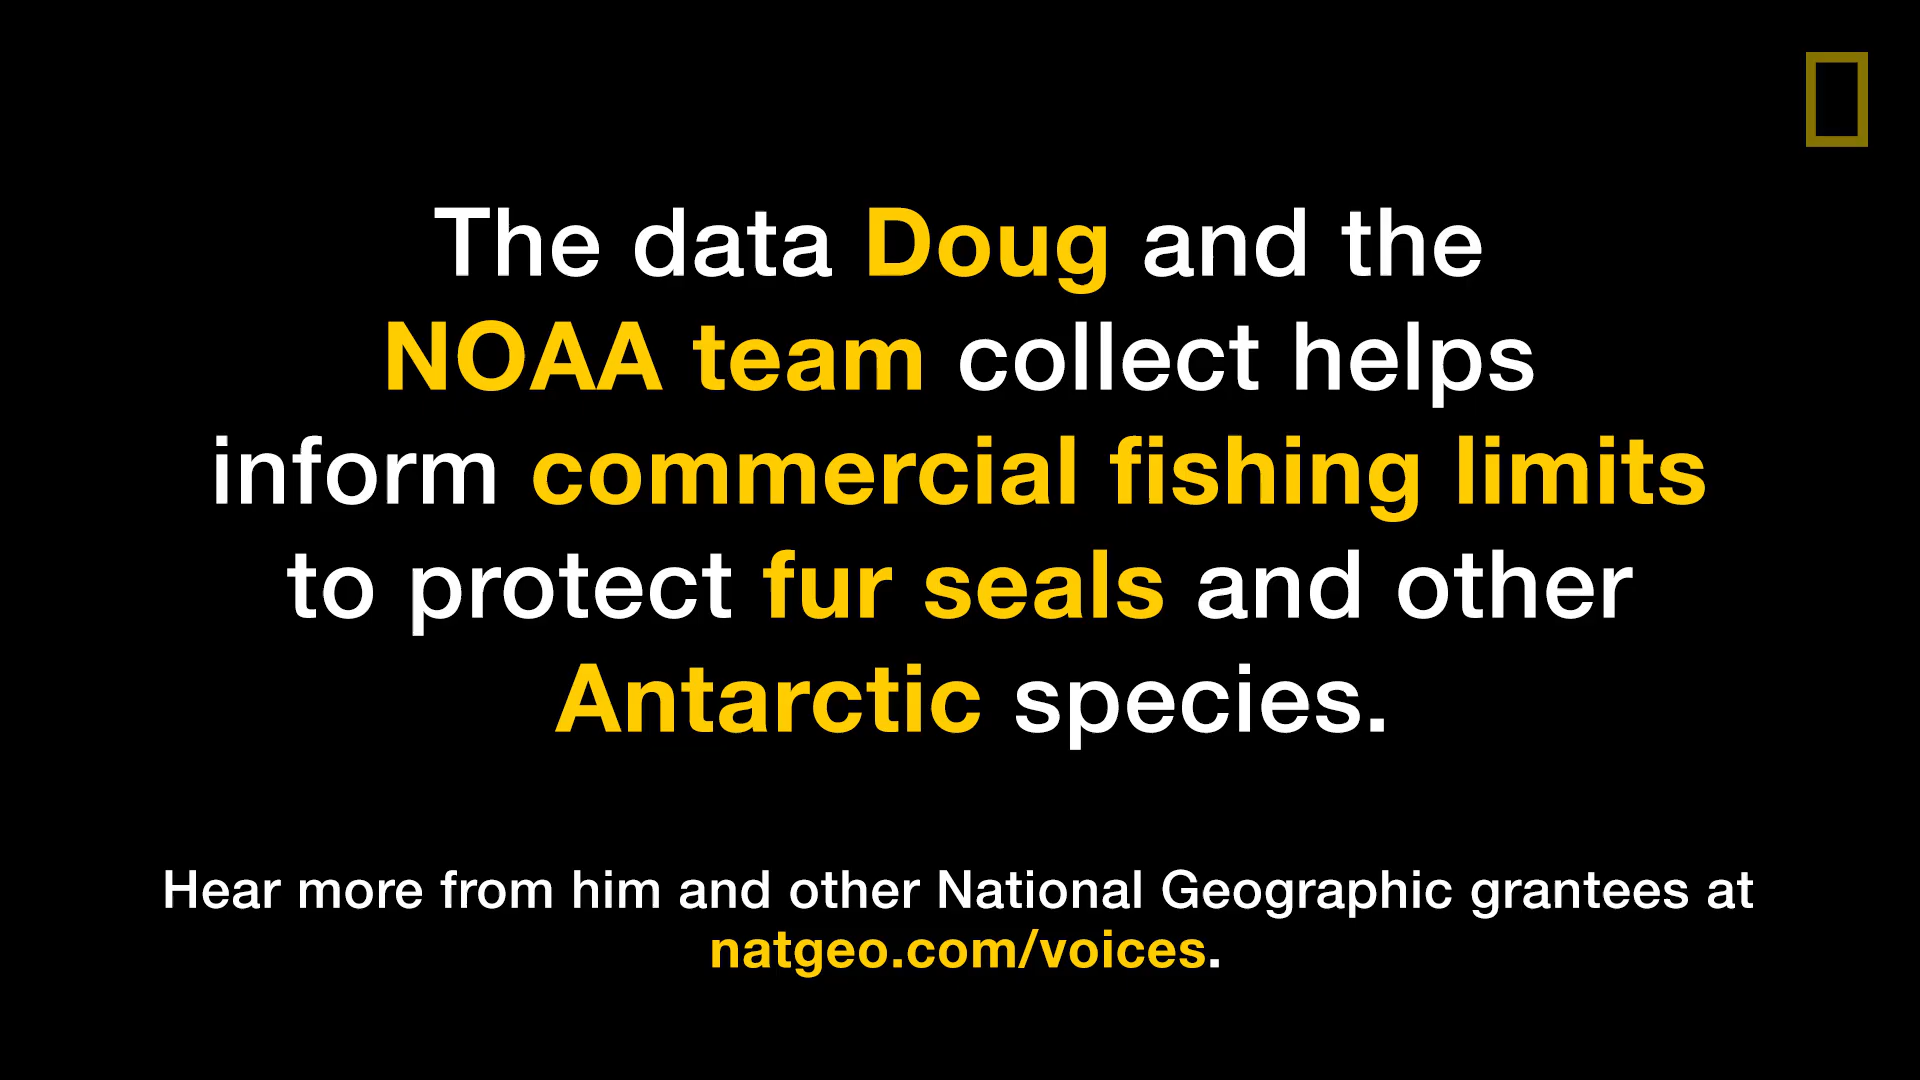 The data Doug and the
NOAA team collect helps
inform commercial fishing limits
to protect fur seals and other
Antarctic species.
Hear more from him and other National Geographic grantees at
natgeo.com/voices.